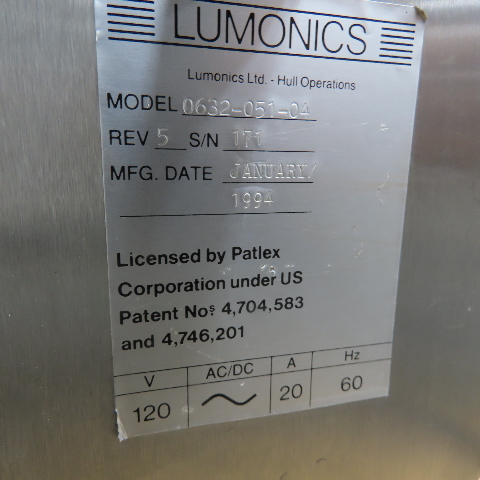 LUMONICS
Lumonics Ltd. - Hull Operations
MODEL 0632-051-04
REV 5 S/N 171
MFG. DATE JANUARY/
1994
Licensed by Patlex
Corporation under US
Patent Noˢ 4,704,583
and 4,746,201
V AC/DC A Hz
120 ~ 20 60